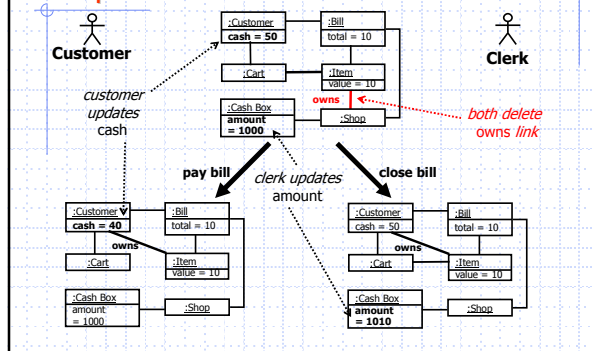 Customer
Clerk
:Customer
cash = 50
:Bill
total = 10
:Cart
:Item
value = 10
owns
:Cash Box
amount
= 1000
:Shop
customer
updates
cash
both delete
owns link
pay bill
clerk updates
amount
close bill
:Customer
cash = 40
:Bill
total = 10
owns
:Cart
:Item
value = 10
:Cash Box
amount
= 1000
:Shop
:Customer
cash = 50
:Bill
total = 10
owns
:Cart
:Item
value = 10
:Cash Box
amount
= 1010
:Shop